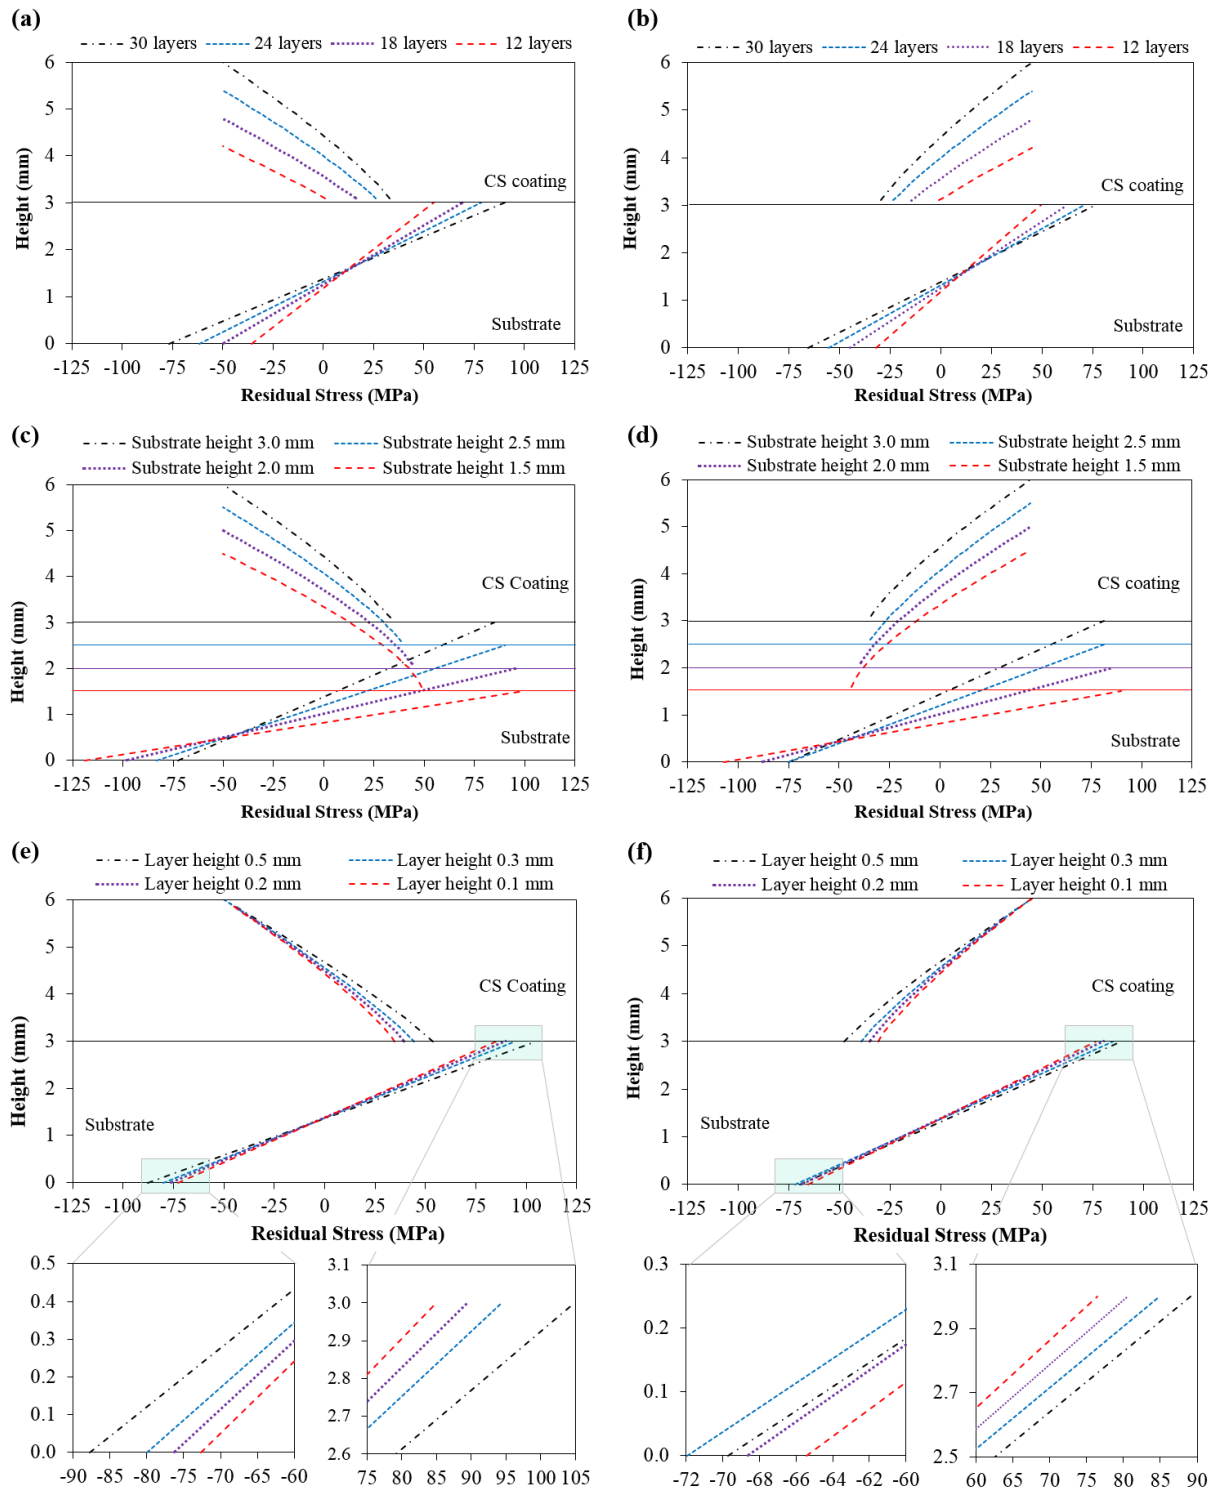 (a)
30 layers 24 layers 18 layers 12 layers
6
5
4
3
2
1
0
Height (mm)
CS coating
Substrate
-125 -100 -75 -50 -25 0 25 50 75 100 125
Residual Stress (MPa)
(b)
30 layers 24 layers 18 layers 12 layers
6
5
4
3
2
1
0
Height (mm)
CS coating
Substrate
-125 -100 -75 -50 -25 0 25 50 75 100 125
Residual Stress (MPa)
(c)
Substrate height 3.0 mm Substrate height 2.5 mm
Substrate height 2.0 mm Substrate height 1.5 mm
6
5
4
3
2
1
0
Height (mm)
CS Coating
Substrate
-125 -100 -75 -50 -25 0 25 50 75 100 125
Residual Stress (MPa)
(d)
Substrate height 3.0 mm Substrate height 2.5 mm
Substrate height 2.0 mm Substrate height 1.5 mm
6
5
4
3
2
1
0
Height (mm)
CS coating
Substrate
-125 -100 -75 -50 -25 0 25 50 75 100 125
Residual Stress (MPa)
(e)
Layer height 0.5 mm Layer height 0.3 mm
Layer height 0.2 mm Layer height 0.1 mm
6
5
4
3
2
1
0
Height (mm)
CS Coating
Substrate
-125 -100 -75 -50 -25 0 25 50 75 100 125
Residual Stress (MPa)
0.5
0.4
0.3
0.2
0.1
0.0
-90 -85 -80 -75 -70 -65 -60
3.1
3.0
2.9
2.8
2.7
2.6
75 80 85 90 95 100 105
(f)
Layer height 0.5 mm Layer height 0.3 mm
Layer height 0.2 mm Layer height 0.1 mm
6
5
4
3
2
1
0
Height (mm)
CS coating
Substrate
-125 -100 -75 -50 -25 0 25 50 75 100 125
Residual Stress (MPa)
0.3
0.2
0.1
0.0
-72 -70 -68 -66 -64 -62 -60
3.1
2.9
2.7
2.5
60 65 70 75 80 85 90